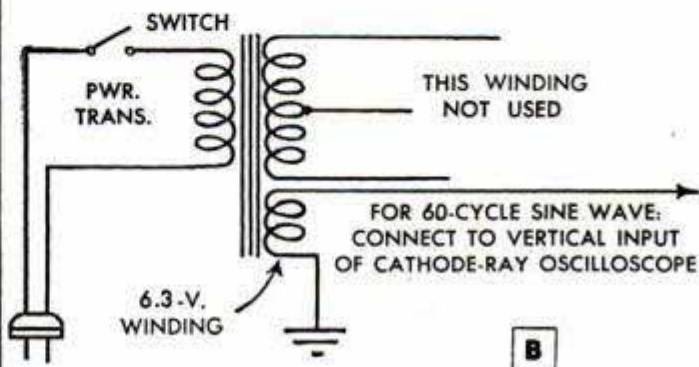 SWITCH
PWR.
TRANS.
THIS WINDING
NOT USED
FOR 60-CYCLE SINE WAVE:
CONNECT TO VERTICAL INPUT
OF CATHODE-RAY OSCILLOSCOPE
6.3-V.
WINDING
B